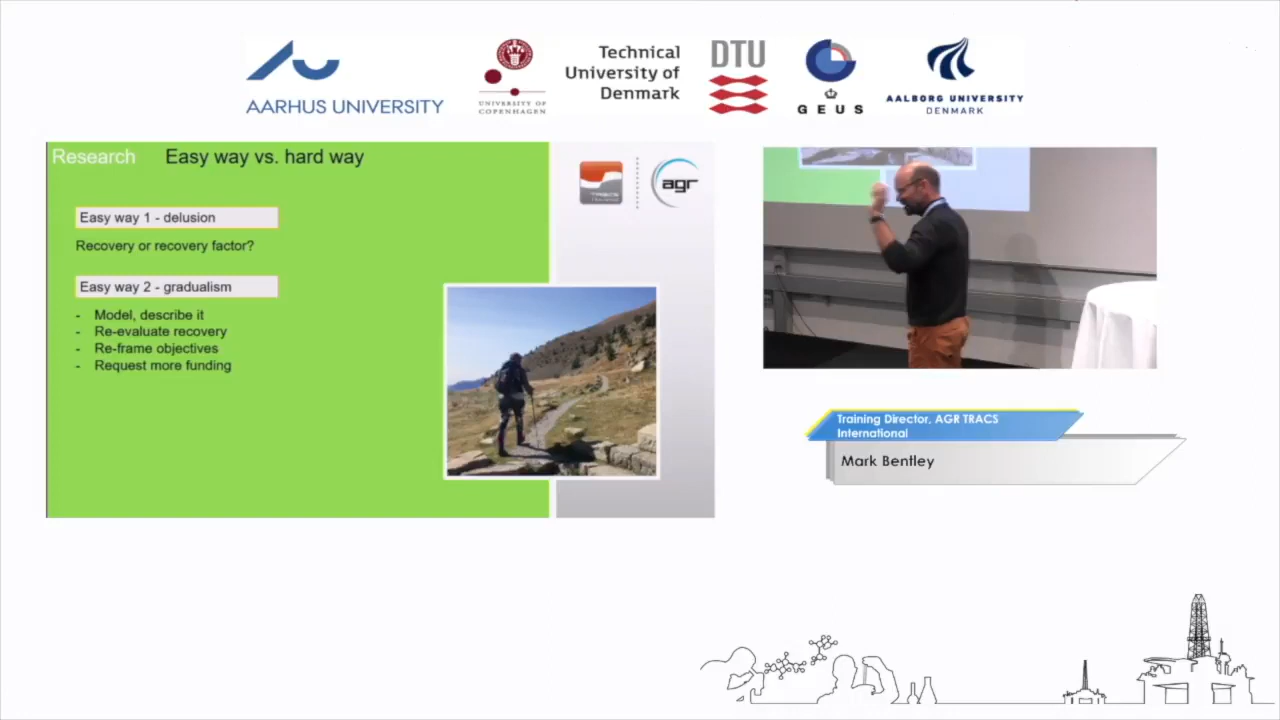 AARHUS UNIVERSITY
UNIVERSITY OF
COPENHAGEN
Technical
University of
Denmark
DTU
GEUS
AALBORG UNIVERSITY
DENMARK
Research Easy way vs. hard way
TRACS
agr
Easy way 1 - delusion
Recovery or recovery factor?
Easy way 2 - gradualism
- Model, describe it
- Re-evaluate recovery
- Re-frame objectives
- Request more funding
Training Director, AGR TRACS
International
Mark Bentley